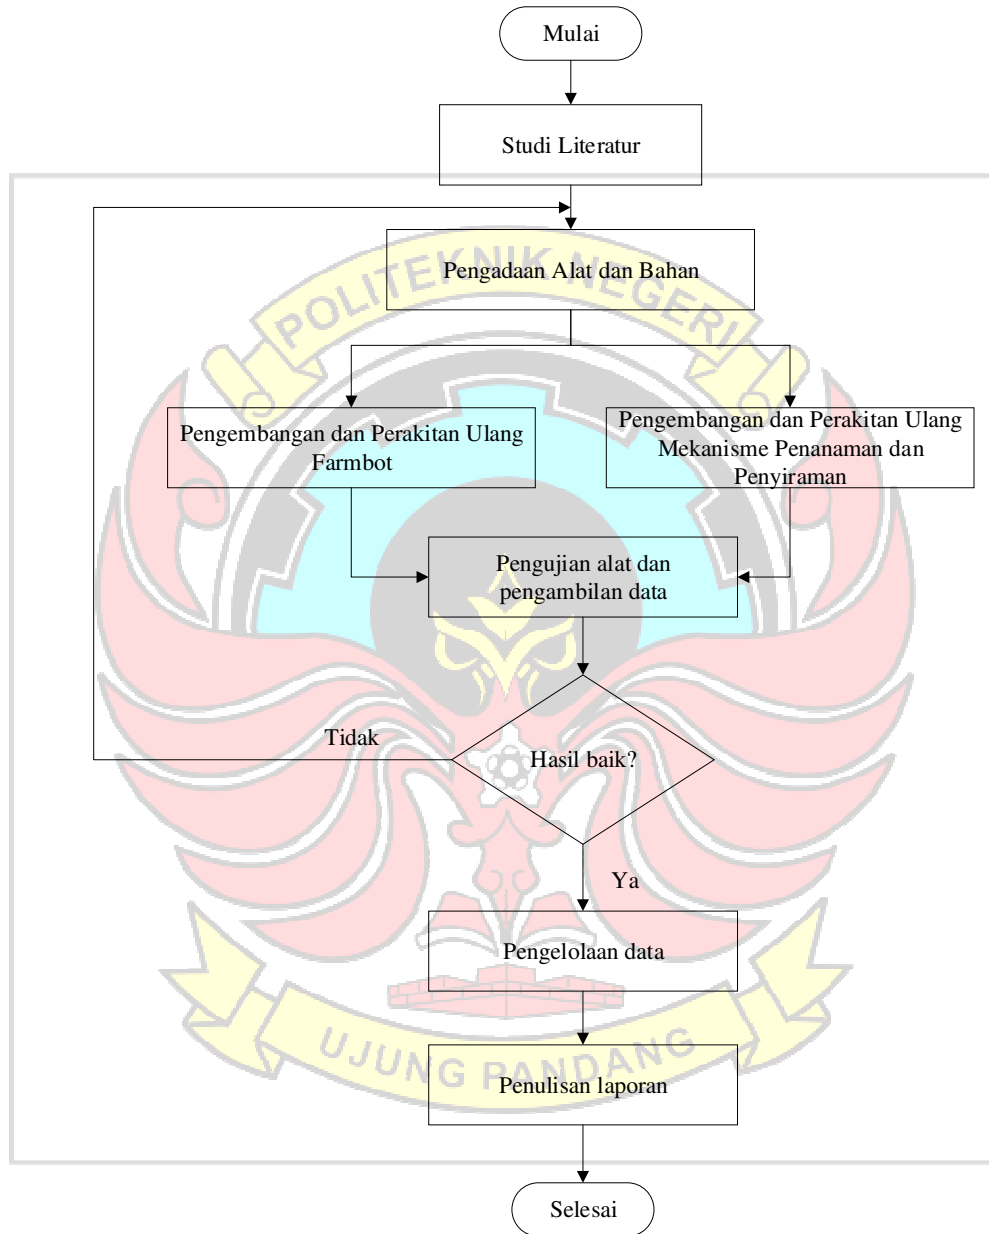 Mulai
Studi Literatur
Pengadaan Alat dan Bahan
POLITEKNIK NEGERI
Pengembangan dan Perakitan Ulang
Farmbot
Pengembangan dan Perakitan Ulang
Mekanisme Penanaman dan
Penyiraman
Pengujian alat dan
pengambilan data
Tidak
Hasil baik?
Ya
Pengelolaan data
UJUNG PANDANG
Penulisan laporan
Selesai